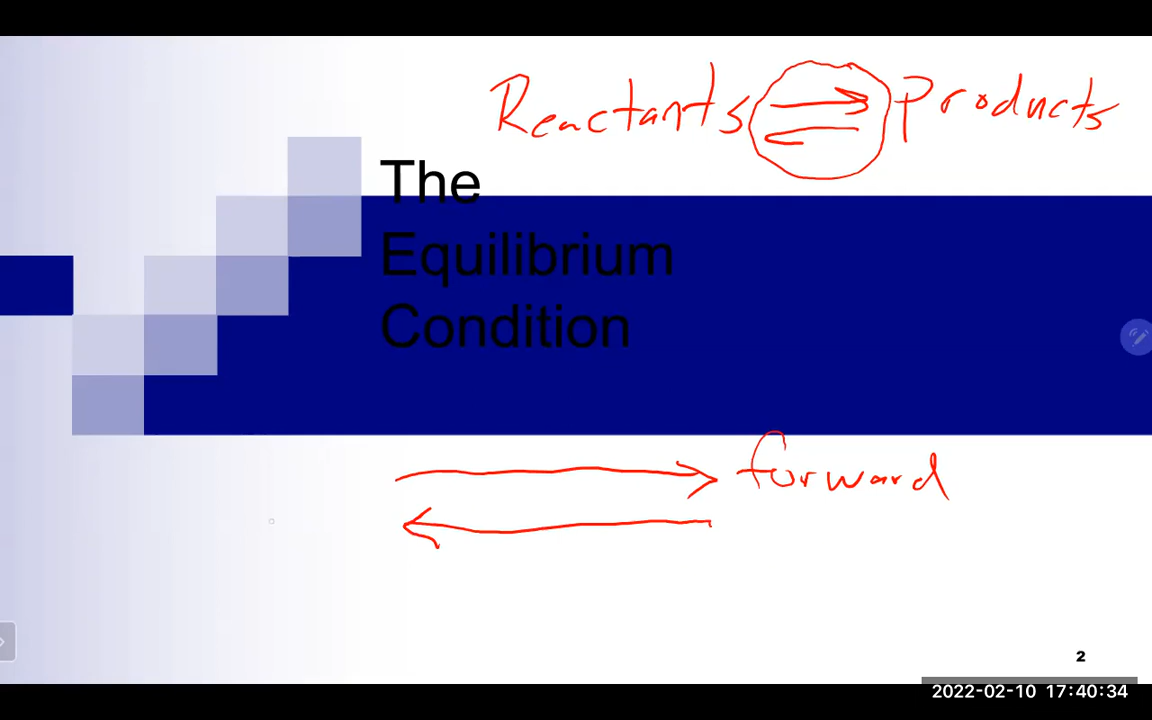 Reactants ⇌ Products
The
Equilibrium
Condition
forward
2
2022-02-10 17:40:34